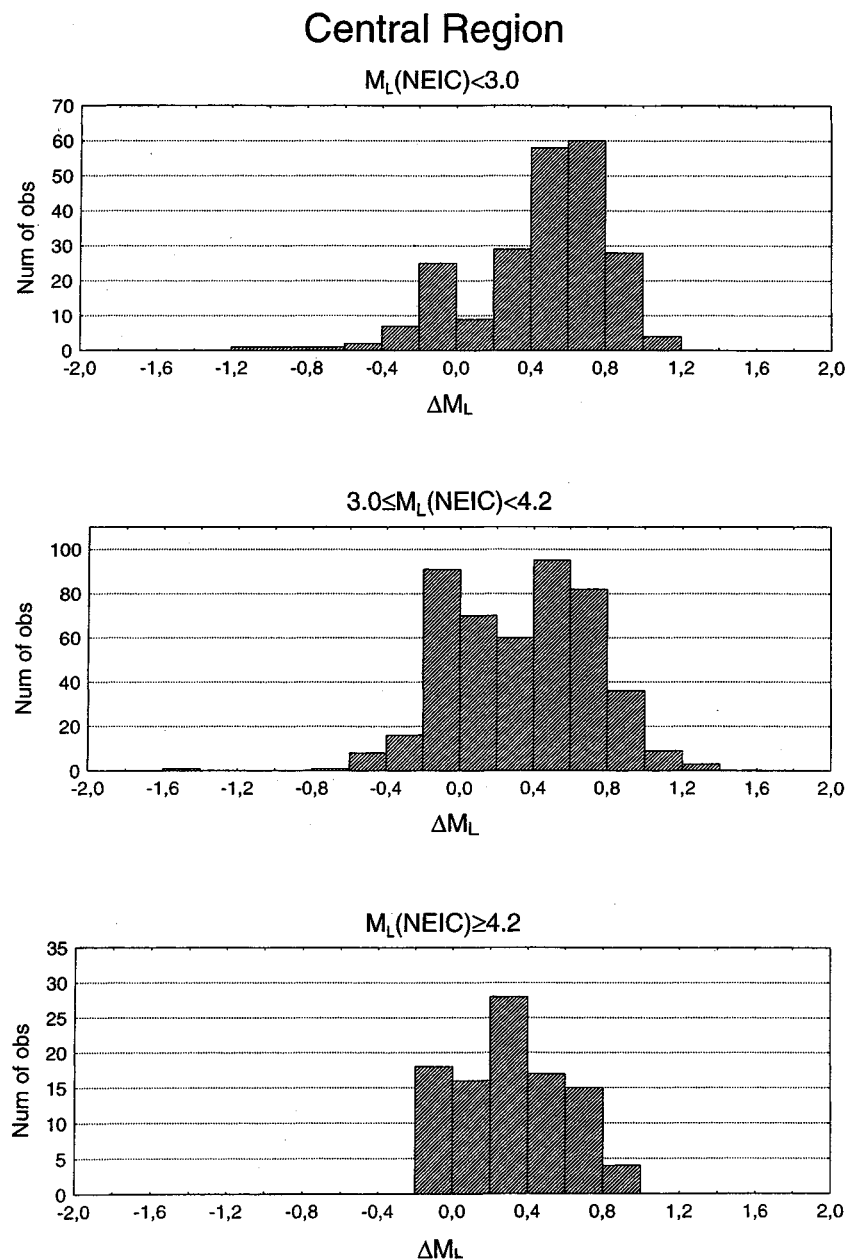 Central Region
M_L(NEIC)<3.0
70
60
50
40
30
20
10
0
Num of obs
-2,0 -1,6 -1,2 -0,8 -0,4 0,0 0,4 0,8 1,2 1,6 2,0
ΔM_L
3.0≤M_L(NEIC)<4.2
100
80
60
40
20
0
Num of obs
-2,0 -1,6 -1,2 -0,8 -0,4 0,0 0,4 0,8 1,2 1,6 2,0
ΔM_L
M_L(NEIC)≥4.2
35
30
25
20
15
10
5
0
Num of obs
-2,0 -1,6 -1,2 -0,8 -0,4 0,0 0,4 0,8 1,2 1,6 2,0
ΔM_L